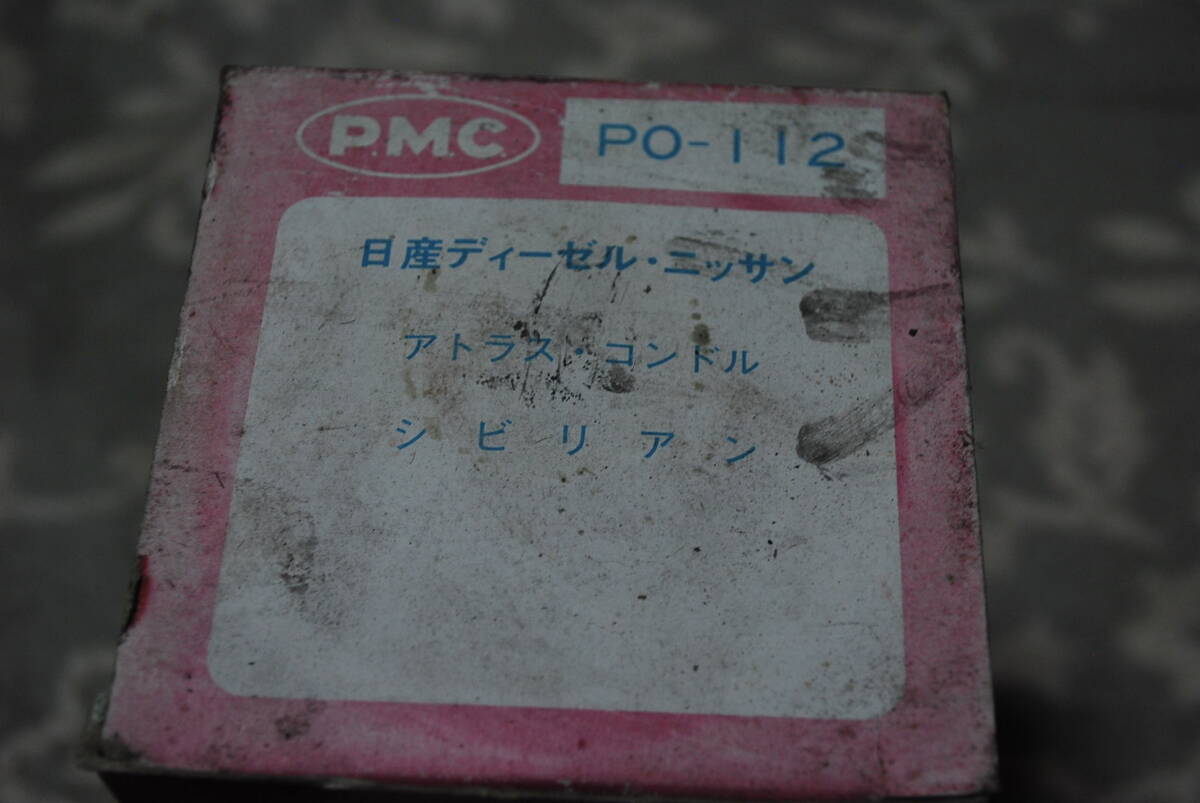 P.M.C.
PO-112
日産ディーゼル・ニッサン
アトラス・コンドル
シビリアン